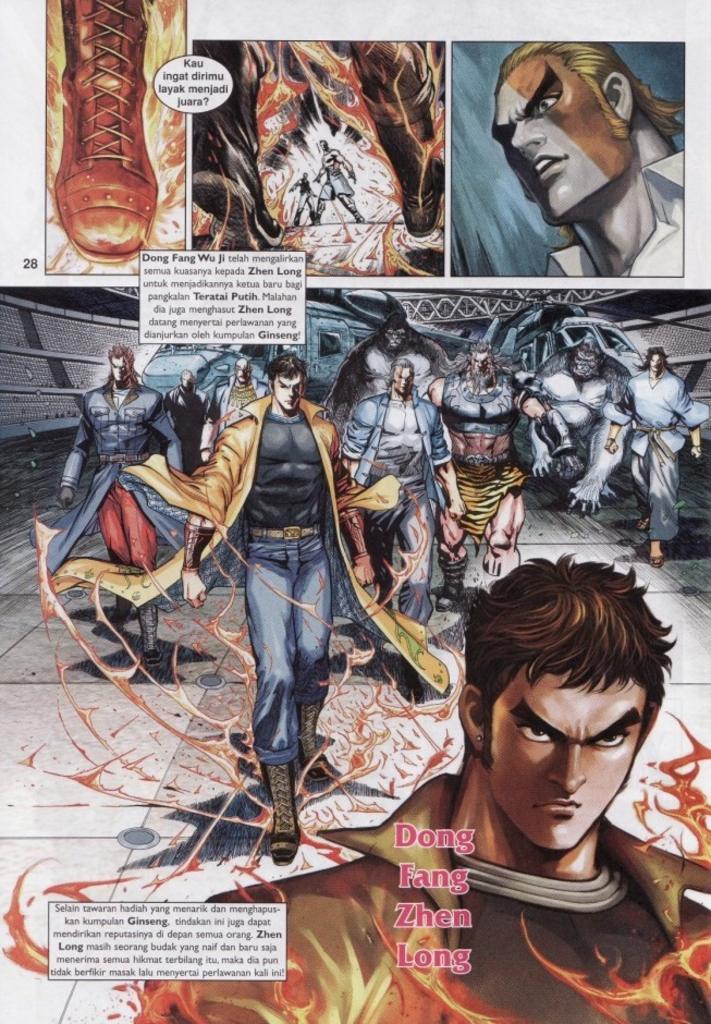 Kau
ingat dirimu
layak menjadi
juara?
28
Dong Fang Wu Ji telah mengalirkan
semua kuasanya kepada Zhen Long
untuk menjadikannya ketua baru bagi
pangkalan Teratai Putih. Malahan
dia juga menghasut Zhen Long
datang menyertai perlawanan yang
dianjurkan oleh kumpulan Ginseng!
Dong
Fang
Zhen
Long
Selain tawaran hadiah yang menarik dan menghapus-
kan kumpulan Ginseng, tindakan ini juga dapat
mendirikan reputasinya di depan semua orang. Zhen
Long masih seorang budak yang naif dan baru saja
menerima semua hikmat terbilang itu, maka dia pun
tidak berfikir masak lalu menyertai perlawanan kali ini!